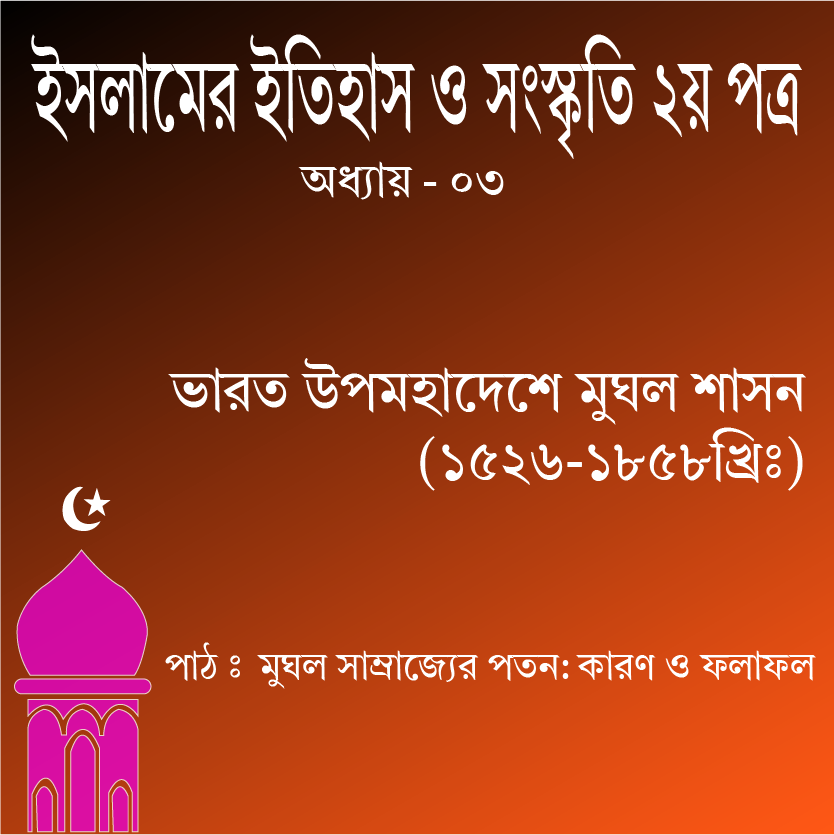 ইসলামের ইতিহাস ও সংস্কৃতি ২য় পত্র
অধ্যায় - ০৩
ভারত উপমহাদেশে মুঘল শাসন
(১৫২৬-১৮৫৮খ্রিঃ)
পাঠ ঃ মুঘল সাম্রাজ্যের পতন: কারণ ও ফলাফল